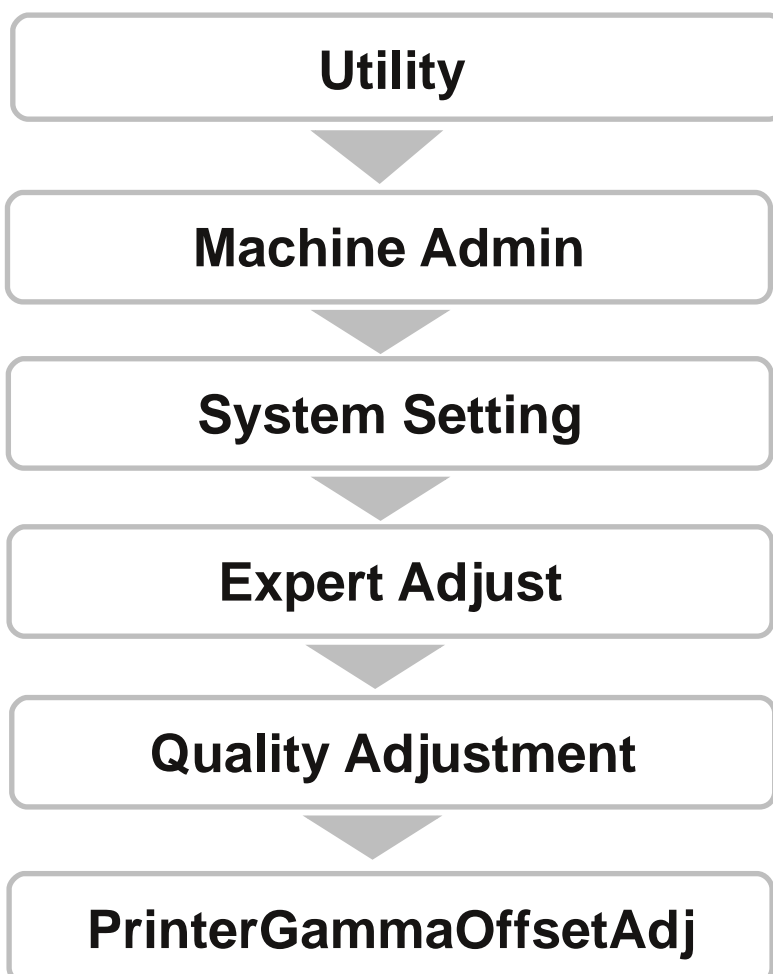 Utility
Machine Admin
System Setting
Expert Adjust
Quality Adjustment
PrinterGammaOffsetAdj